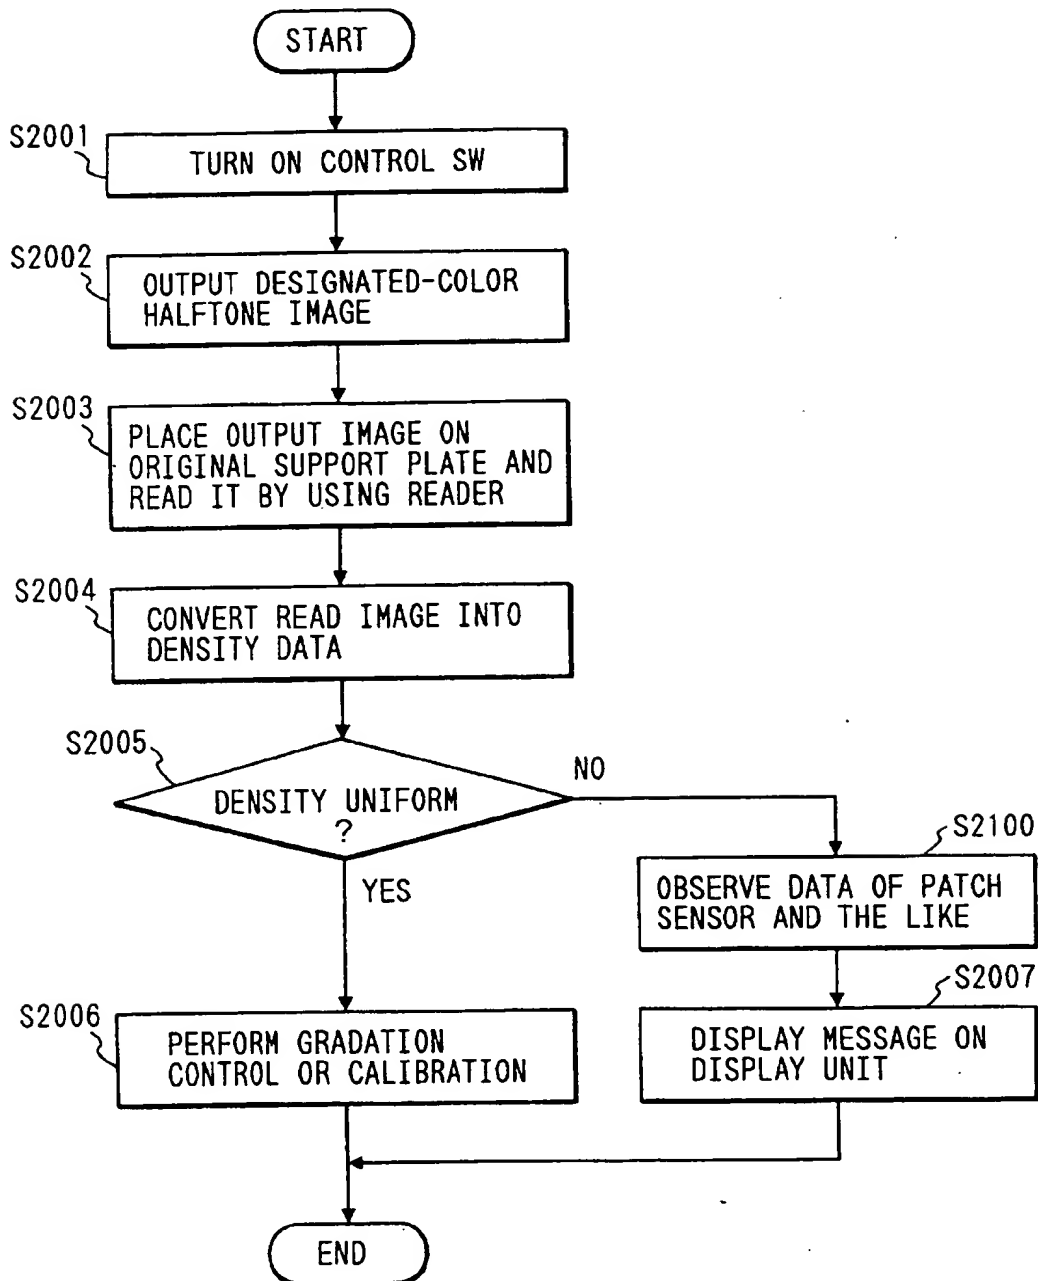 START
S2001
TURN ON CONTROL SW
S2002
OUTPUT DESIGNATED-COLOR
HALFTONE IMAGE
S2003
PLACE OUTPUT IMAGE ON
ORIGINAL SUPPORT PLATE AND
READ IT BY USING READER
S2004
CONVERT READ IMAGE INTO
DENSITY DATA
S2005
DENSITY UNIFORM
?
NO
YES
S2100
OBSERVE DATA OF PATCH
SENSOR AND THE LIKE
S2006
PERFORM GRADATION
CONTROL OR CALIBRATION
S2007
DISPLAY MESSAGE ON
DISPLAY UNIT
END